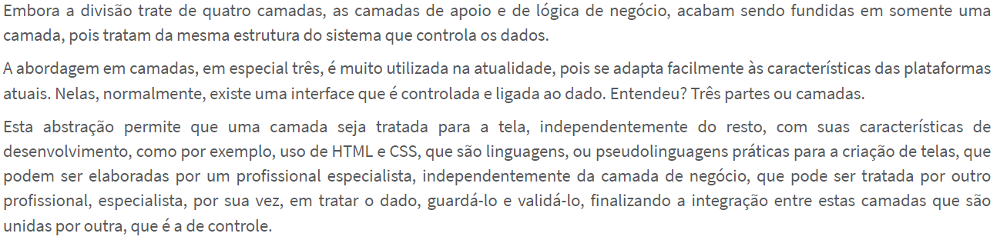 Embora a divisão trate de quatro camadas, as camadas de apoio e de lógica de negócio, acabam sendo fundidas em somente uma
camada, pois tratam da mesma estrutura do sistema que controla os dados.
A abordagem em camadas, em especial três, é muito utilizada na atualidade, pois se adapta facilmente às características das plataformas
atuais. Nelas, normalmente, existe uma interface que é controlada e ligada ao dado. Entendeu? Três partes ou camadas.
Esta abstração permite que uma camada seja tratada para a tela, independentemente do resto, com suas características de
desenvolvimento, como por exemplo, uso de HTML e CSS, que são linguagens, ou pseudolinguagens práticas para a criação de telas, que
podem ser elaboradas por um profissional especialista, independentemente da camada de negócio, que pode ser tratada por outro
profissional, especialista, por sua vez, em tratar o dado, guardá-lo e validá-lo, finalizando a integração entre estas camadas que são
unidas por outra, que é a de controle.